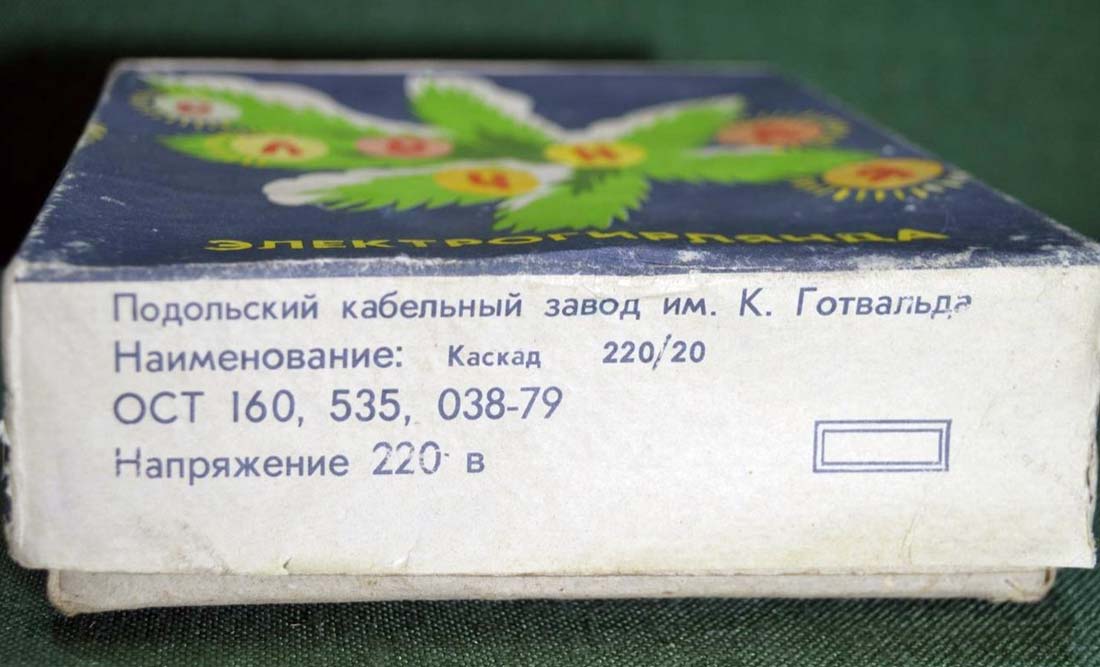 ЭЛЕКТРОГИРЛЯНДА
Подольский кабельный завод им. К. Готвальда
Наименование: Каскад 220/20
ОСТ 160, 535, 038-79
Напряжение 220 в